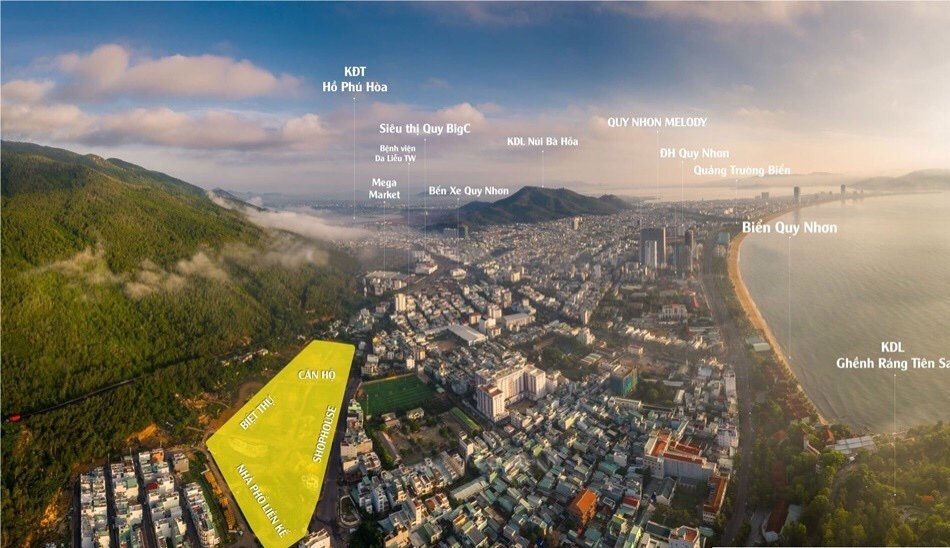 KĐT
Hồ Phú Hòa
Siêu thị Quy BigC
Bệnh viện
Da Liễu TW
Mega
Market
Bến Xe Quy Nhơn
KDL Núi Bà Hỏa
QUY NHON MELODY
ĐH Quy Nhơn
Quảng Trường Biển
Biển Quy Nhơn
KDL
Ghềnh Ráng Tiên Sa
CĂN HỘ
BIỆT THỰ
SHOPHOUSE
NHÀ PHỐ LIỀN KỀ